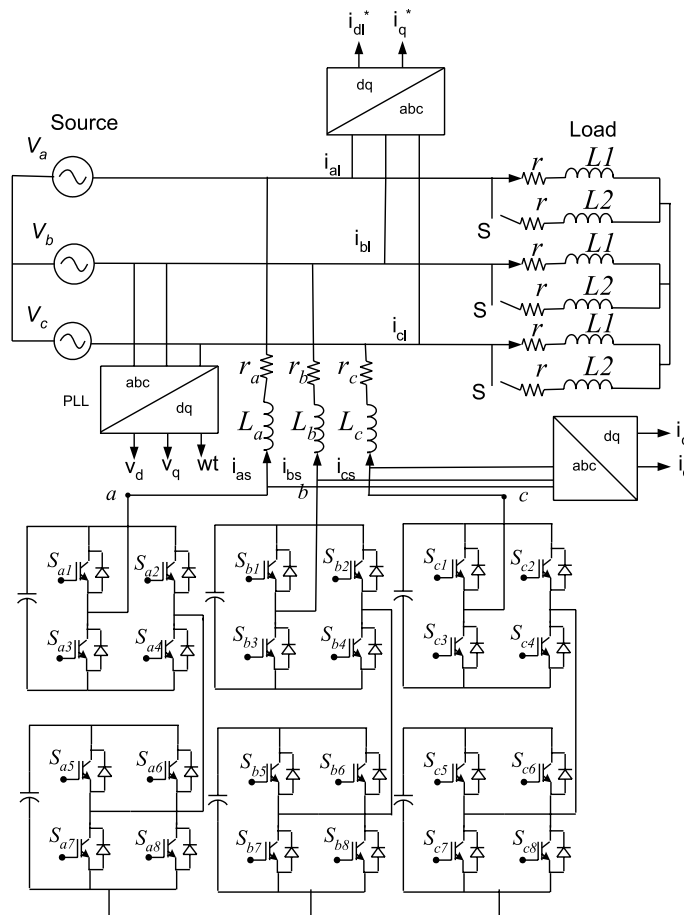 i_dl^* i_q^*
dq
abc
Source
Load
V_a
i_al
r L1
r L2
S
V_b
i_bl
r L1
r L2
S
V_c
i_cl
r L1
r L2
S
PLL
abc
dq
r_a r_b r_c
L_a L_b L_c
v_d v_q wt
i_as i_bs i_cs
dq
abc
a b c
S_a1 S_a2 S_b1 S_b2 S_c1 S_c2
S_a3 S_a4 S_b3 S_b4 S_c3 S_c4
S_a5 S_a6 S_b5 S_b6 S_c5 S_c6
S_a7 S_a8 S_b7 S_b8 S_c7 S_c8